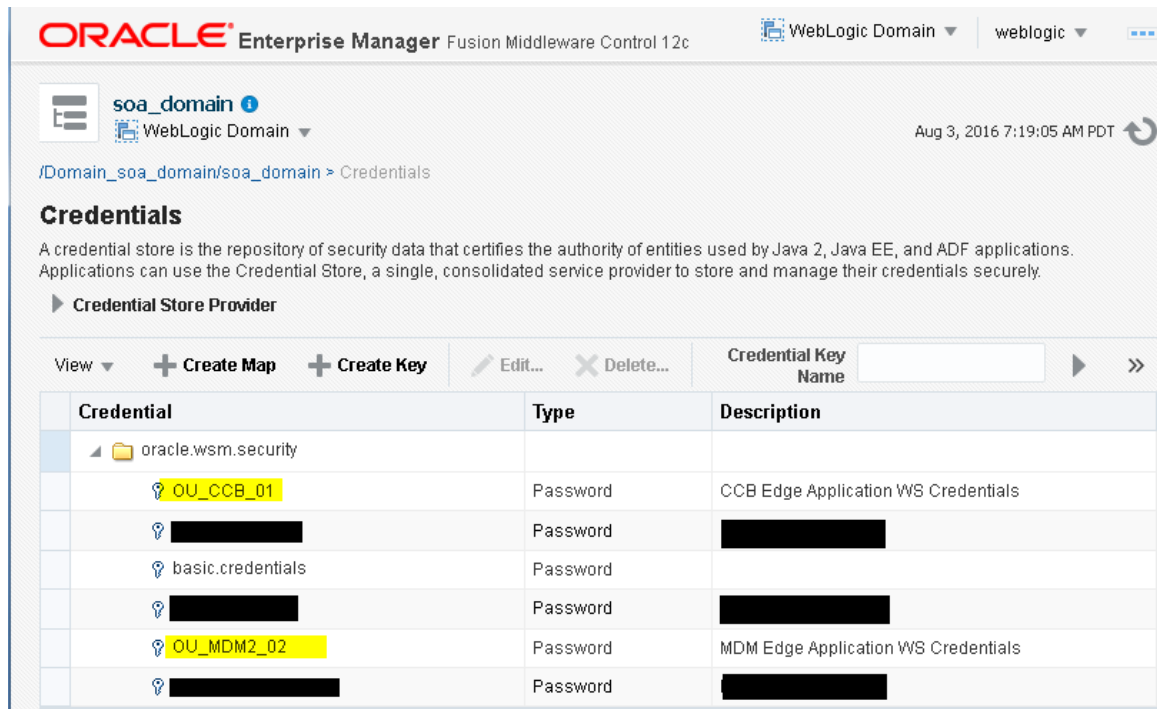 ORACLE Enterprise Manager Fusion Middleware Control 12c WebLogic Domain weblogic
soa_domain
WebLogic Domain
Aug 3, 2016 7:19:05 AM PDT
/Domain_soa_domain/soa_domain > Credentials
Credentials
A credential store is the repository of security data that certifies the authority of entities used by Java 2, Java EE, and ADF applications.
Applications can use the Credential Store, a single, consolidated service provider to store and manage their credentials securely.
Credential Store Provider
View Create Map Create Key Edit... Delete... Credential Key
Name
Credential Type Description
oracle.wsm.security
OU_CCB_01 Password CCB Edge Application WS Credentials
Password
basic.credentials Password
Password
OU_MDM2_02 Password MDM Edge Application WS Credentials
Password